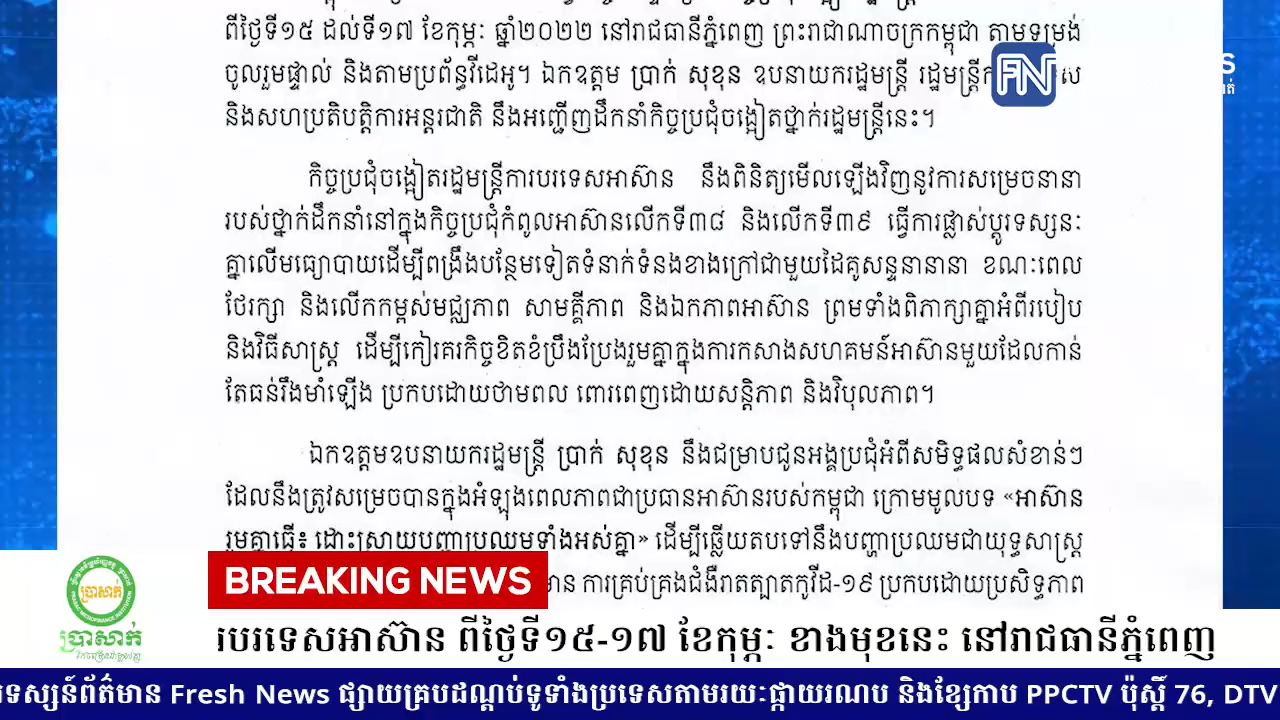 ពីថ្ងៃទី១៥ ដល់ទី១៧ ខែកុម្ភៈ ឆ្នាំ២០២២ នៅរាជធានីភ្នំពេញ ព្រះរាជាណាចក្រកម្ពុជា តាមទម្រង់
ចូលរួមផ្ទាល់ និងតាមប្រព័ន្ធវីដេអូ។ ឯកឧត្តម ប្រាក់ សុខុន ឧបនាយករដ្ឋមន្ត្រី
FN
និងសហប្រតិបត្តិការអន្តរជាតិ នឹងអញ្ជើញដឹកនាំកិច្ចប្រជុំចង្អៀតថ្នាក់រដ្ឋមន្ត្រីនេះ។
កិច្ចប្រជុំចង្អៀតរដ្ឋមន្ត្រីការបរទេសអាស៊ាន នឹងពិនិត្យមើលឡើងវិញនូវការសម្រេចនានា
របស់ថ្នាក់ដឹកនាំនៅក្នុងកិច្ចប្រជុំកំពូលអាស៊ានលើកទី៣៨ និងលើកទី៣៩ ធ្វើការផ្លាស់ប្តូរទស្សនៈ
គ្នាលើមធ្យោបាយដើម្បីពង្រឹងបន្ថែមទៀតទំនាក់ទំនងខាងក្រៅជាមួយដៃគូសន្ទនានានា ខណៈពេល
ថែរក្សា និងលើកកម្ពស់មជ្ឈភាព សាមគ្គីភាព និងឯកភាពអាស៊ាន ព្រមទាំងពិភាក្សាគ្នាអំពីរបៀប
និងវិធីសាស្ត្រ ដើម្បីកៀរគរកិច្ចខិតខំប្រឹងប្រែងរួមគ្នាក្នុងការកសាងសហគមន៍អាស៊ានមួយដែលកាន់
តែធន់រឹងមាំឡើង ប្រកបដោយថាមពល ពោរពេញដោយសន្តិភាព និងវិបុលភាព។
ឯកឧត្តមឧបនាយករដ្ឋមន្ត្រី ប្រាក់ សុខុន នឹងជម្រាបជូនអង្គប្រជុំអំពីសមិទ្ធផលសំខាន់ៗ
ដែលនឹងត្រូវសម្រេចបានក្នុងអំឡុងពេលភាពជាប្រធានអាស៊ានរបស់កម្ពុជា ក្រោមមូលបទ «អាស៊ាន
រួមគ្នាធ្វើ៖ ដោះស្រាយបញ្ហាប្រឈមទាំងអស់គ្នា» ដើម្បីឆ្លើយតបទៅនឹងបញ្ហាប្រឈមជាយុទ្ធសាស្ត្រ
BREAKING NEWS
ការគ្រប់គ្រងជំងឺរាតត្បាតកូវីដ-១៩ ប្រកបដោយប្រសិទ្ធភាព
ប្រាសាក់
របរទេសអាស៊ាន ពីថ្ងៃទី១៥-១៧ ខែកុម្ភៈ ខាងមុខនេះ នៅរាជធានីភ្នំពេញ
ទស្សន៍ព័ត៌មាន Fresh News ផ្សាយគ្របដណ្តប់ទូទាំងប្រទេសតាមរយៈផ្កាយរណប និងខ្សែកាប PPCTV ប៉ុស្តិ៍ 76, DTV